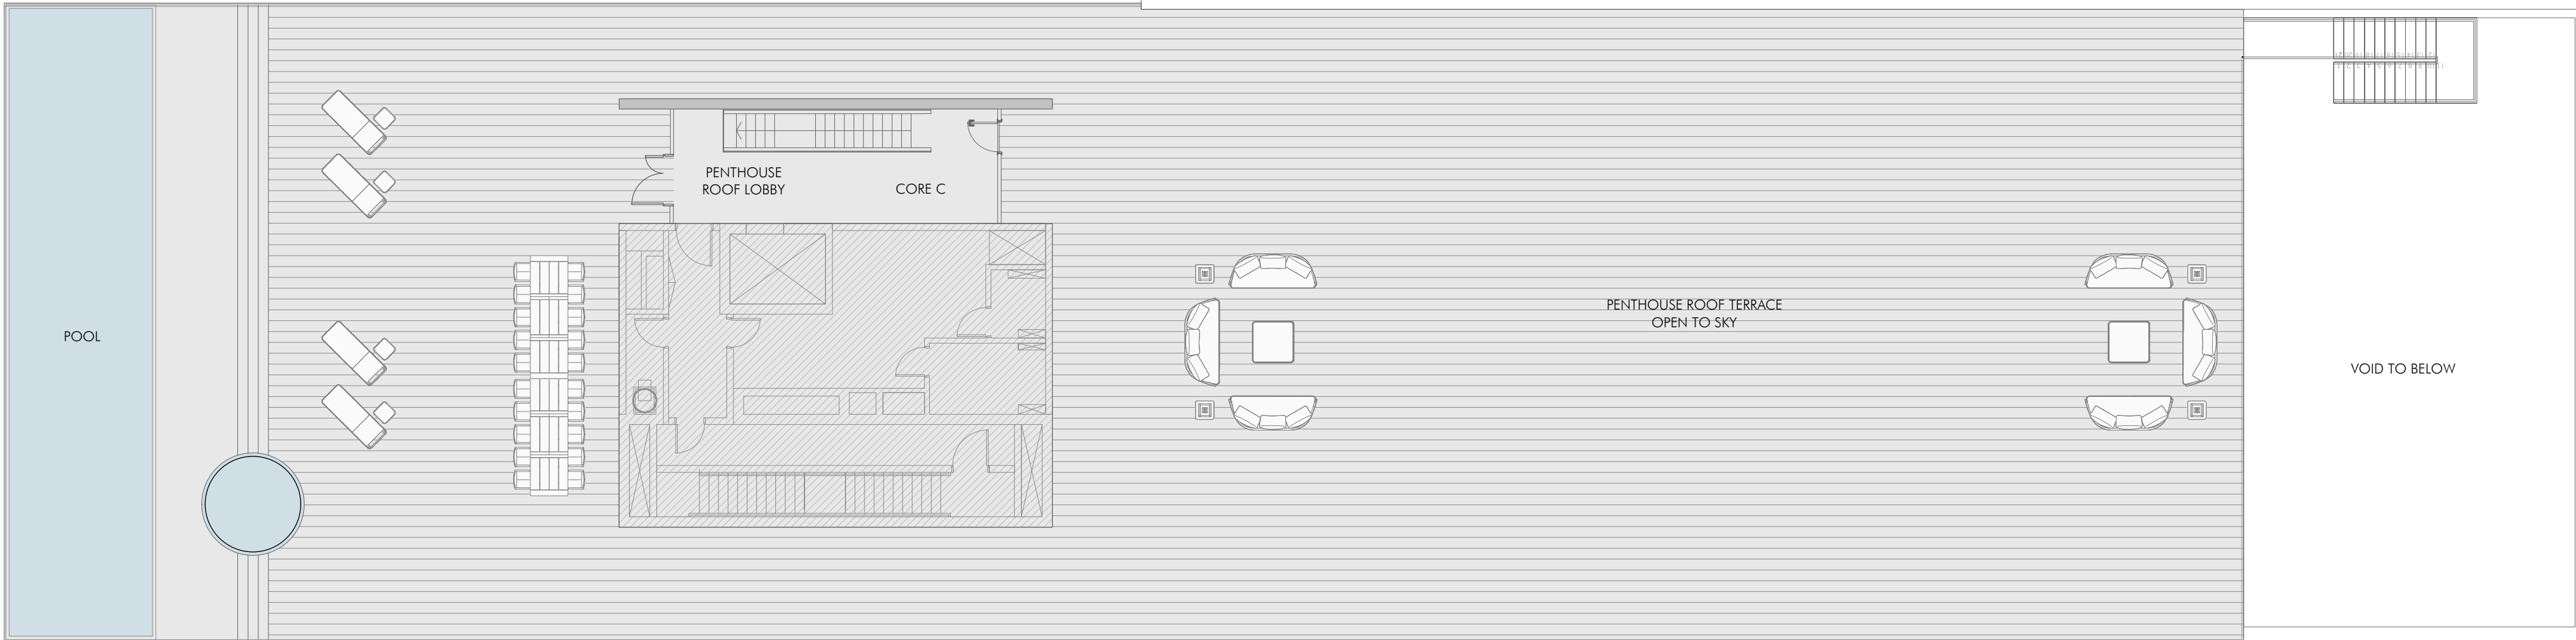 PENTHOUSE
ROOF LOBBY
CORE C
POOL
PENTHOUSE ROOF TERRACE
OPEN TO SKY
VOID TO BELOW